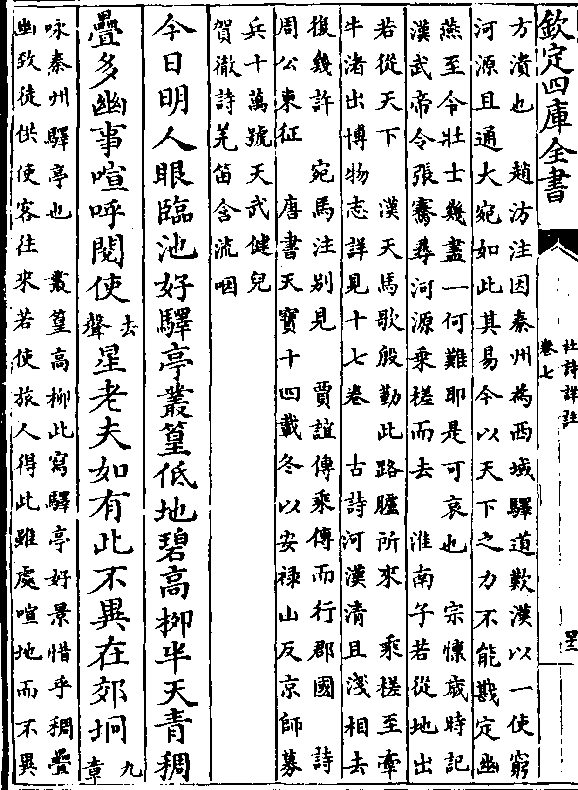 欽定四庫全書
杜詩詳註
卷七
方潰也　趙汸注因秦州為西域驛道歎漢以一使窮
河源且通大宛如此其易今以天下之力不能戡定幽
燕至令壯士幾盡一何難耶是可哀也　宗懍歲時記
漢武帝令張騫尋河源乘槎而去　淮南子若從地出
若從天下　漢天馬歌殷勤此路臚所來　乘槎至牽
牛渚出博物志詳見十七卷　古詩河漢清且淺相去
復幾許　宛馬注别見　賈誼傳乘傳而行郡國　詩
周公東征　唐書天寶十四載冬以安祿山反京師募
兵十萬號天武健兒
賀徹詩羌笛含流咽
今日明人眼臨池好驛亭叢篁低地碧高柳半天青稠
疊多幽事喧呼閱使去聲星老夫如有此不異在郊坰九章
咏秦州驛亭也　叢篁高柳此寫驛亭好景惜乎稠疊
幽致徒供使客往來若使旅人得此雖處喧地而不異